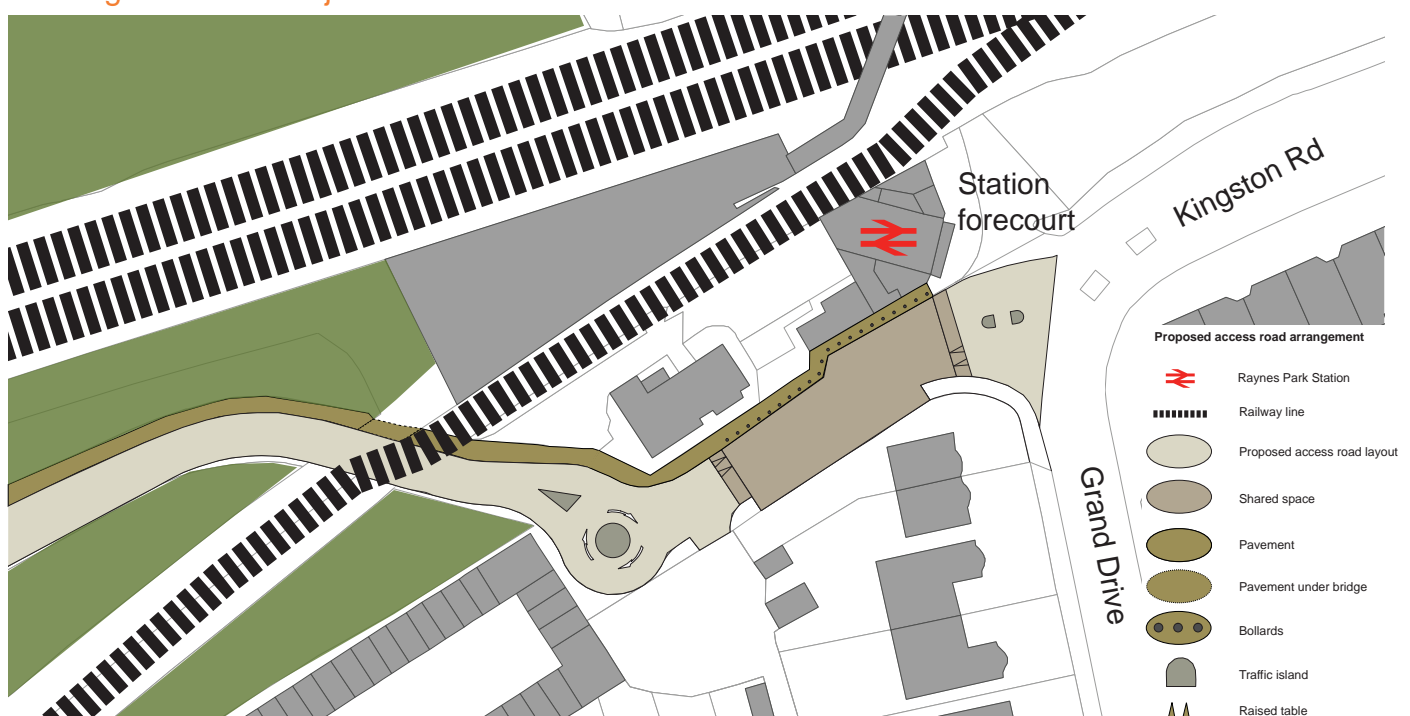 Station
forecourt
Kingston Rd
Grand Drive
Proposed access road arrangement
Raynes Park Station
Railway line
Proposed access road layout
Shared space
Pavement
Pavement under bridge
Bollards
Traffic island
Raised table